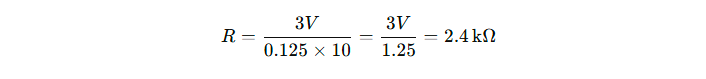 R = 3V / (0.125 × 10) = 3V / 1.25 = 2.4 kΩ